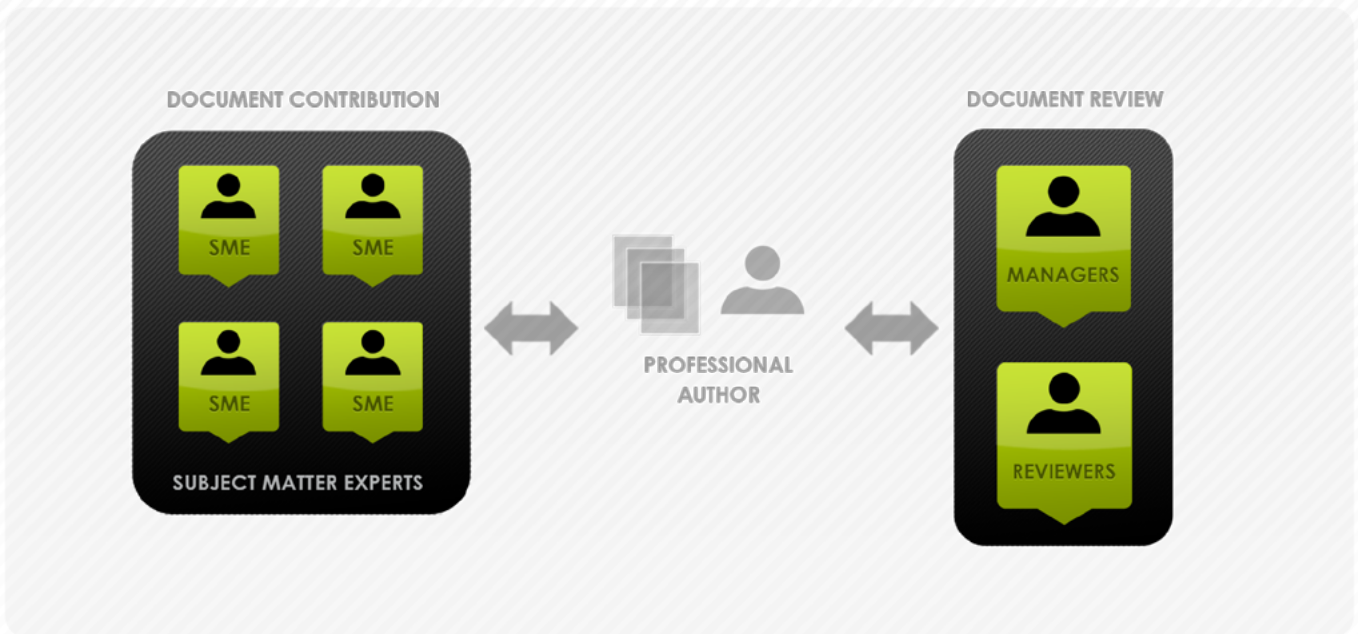 DOCUMENT CONTRIBUTION
SME
SME
SME
SME
SUBJECT MATTER EXPERTS
PROFESSIONAL
AUTHOR
DOCUMENT REVIEW
MANAGERS
REVIEWERS